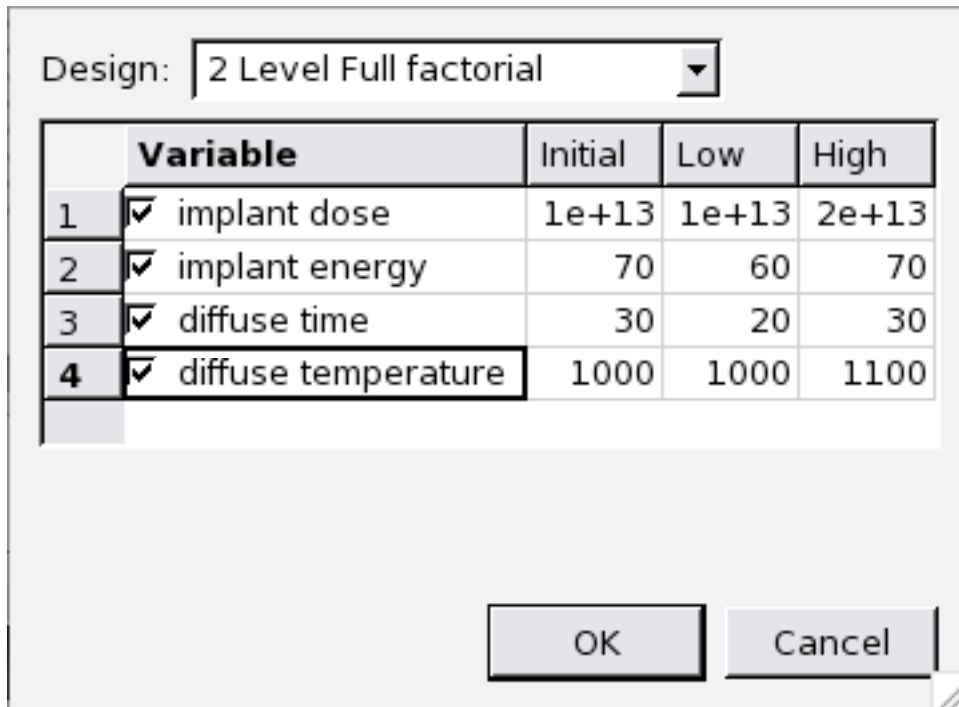 Design: 2 Level Full factorial
Variable Initial Low High
1 implant dose 1e+13 1e+13 2e+13
2 implant energy 70 60 70
3 diffuse time 30 20 30
4 diffuse temperature 1000 1000 1100
OK Cancel